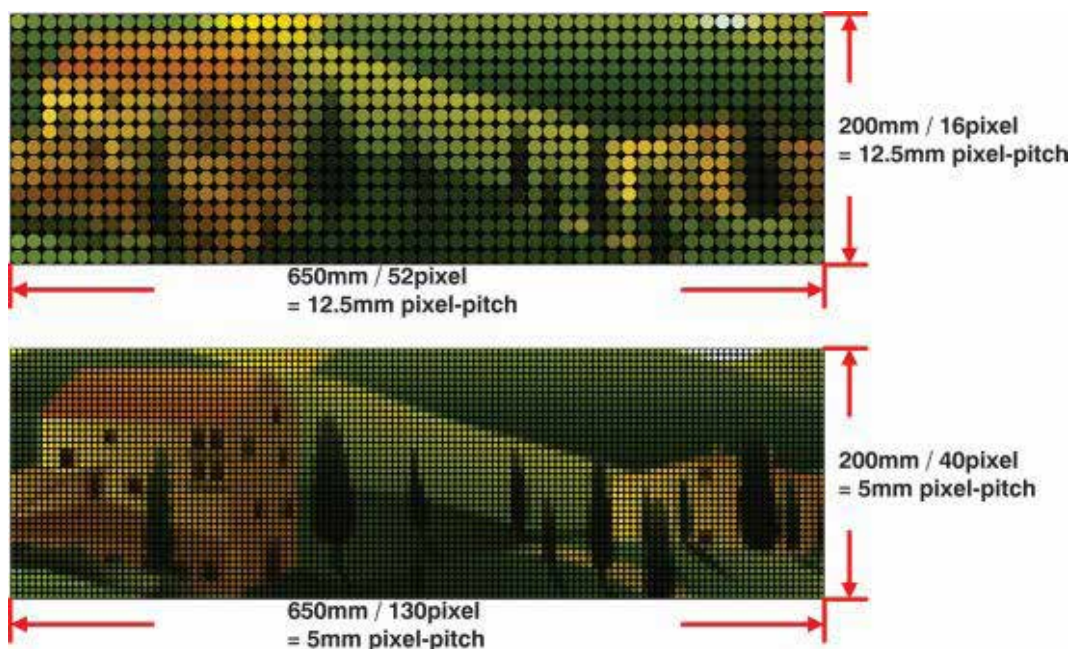 200mm / 16pixel
= 12.5mm pixel-pitch
650mm / 52pixel
= 12.5mm pixel-pitch
200mm / 40pixel
= 5mm pixel-pitch
650mm / 130pixel
= 5mm pixel-pitch